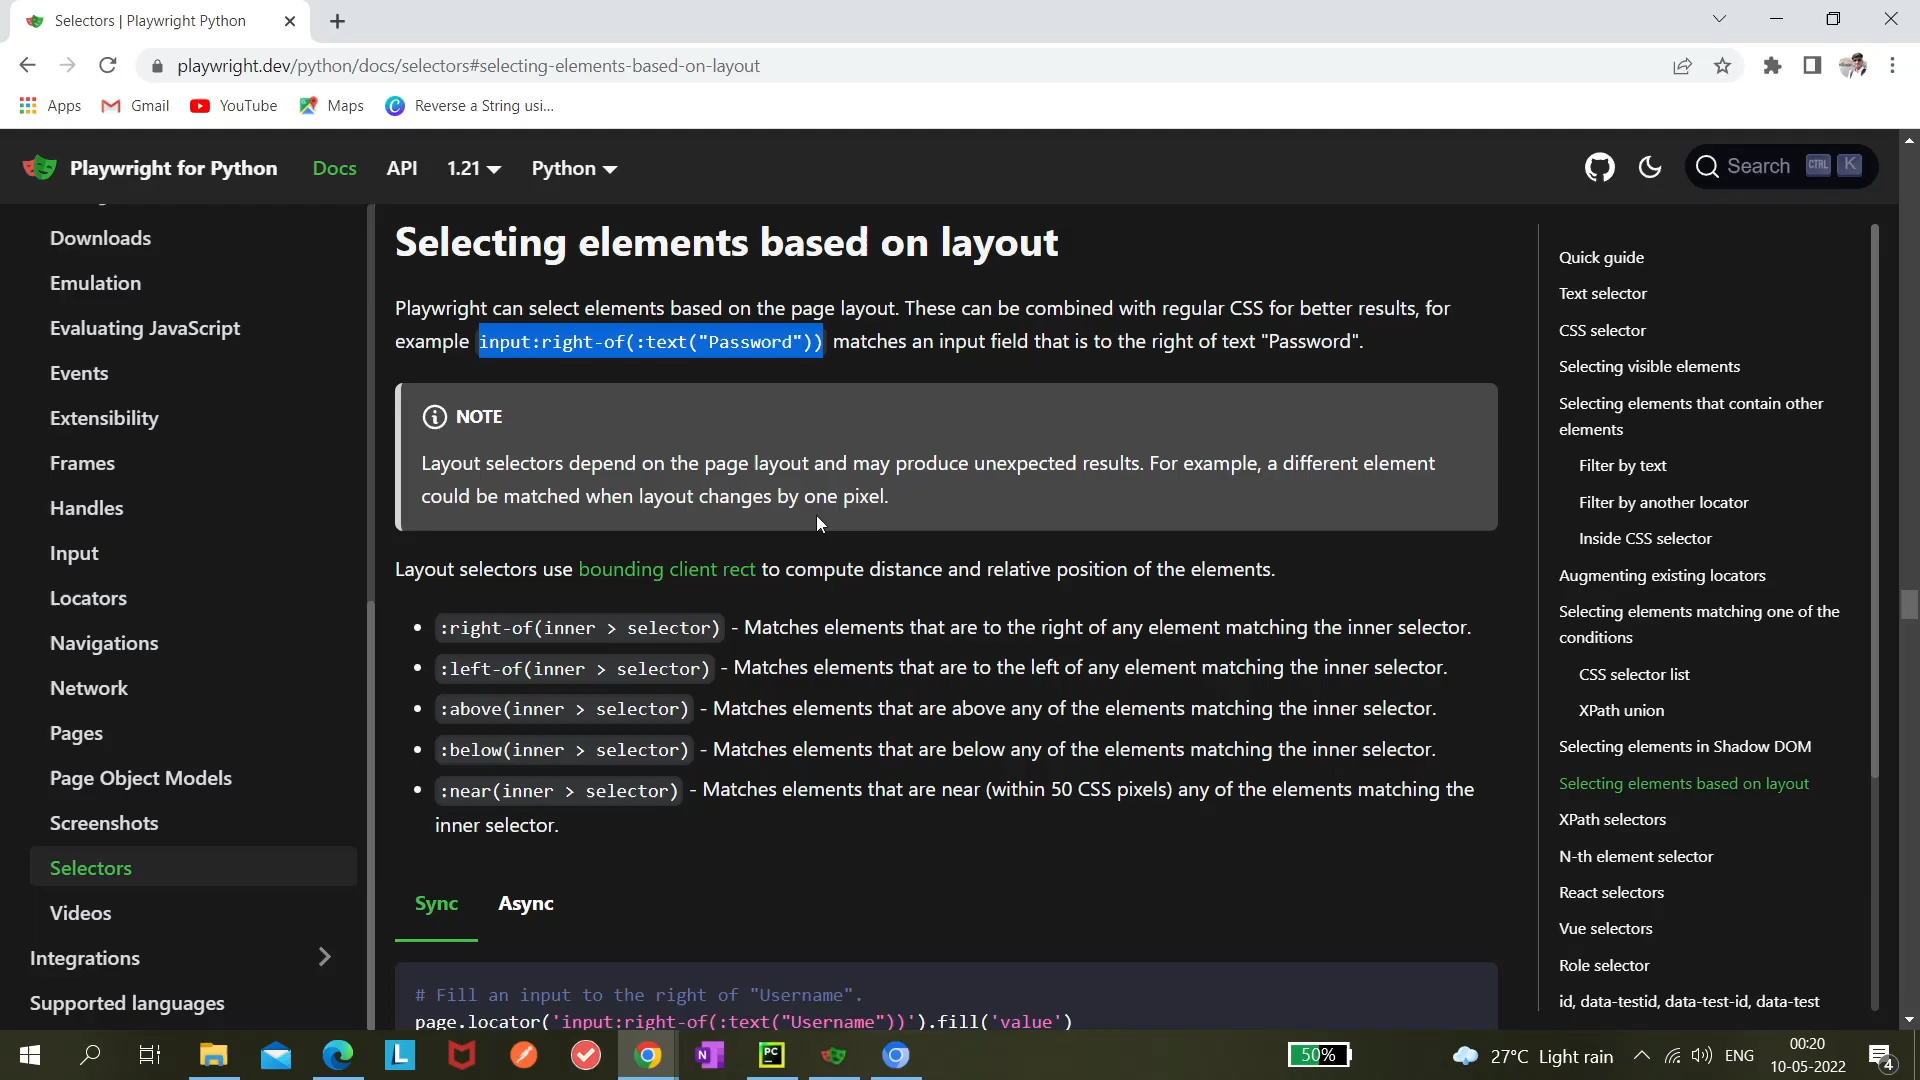 Selectors | Playwright Python
playwright.dev/python/docs/selectors#selecting-elements-based-on-layout
Apps
Gmail
YouTube
Maps
Reverse a String usi...
Playwright for Python
Docs
API
1.21
Python
Search
CTRL
K
Downloads
Emulation
Evaluating JavaScript
Events
Extensibility
Frames
Handles
Input
Locators
Navigations
Network
Pages
Page Object Models
Screenshots
Selectors
Videos
Integrations
Supported languages
Selecting elements based on layout
Playwright can select elements based on the page layout. These can be combined with regular CSS for better results, for
example input:right-of(:text("Password")) matches an input field that is to the right of text "Password".
NOTE
Layout selectors depend on the page layout and may produce unexpected results. For example, a different element
could be matched when layout changes by one pixel.
Layout selectors use bounding client rect to compute distance and relative position of the elements.
• :right-of(inner > selector) - Matches elements that are to the right of any element matching the inner selector.
• :left-of(inner > selector) - Matches elements that are to the left of any element matching the inner selector.
• :above(inner > selector) - Matches elements that are above any of the elements matching the inner selector.
• :below(inner > selector) - Matches elements that are below any of the elements matching the inner selector.
• :near(inner > selector) - Matches elements that are near (within 50 CSS pixels) any of the elements matching the
inner selector.
Sync
Async
# Fill an input to the right of "Username".
page.locator('input:right-of(:text("Username"))').fill('value')
Quick guide
Text selector
CSS selector
Selecting visible elements
Selecting elements that contain other
elements
Filter by text
Filter by another locator
Inside CSS selector
Augmenting existing locators
Selecting elements matching one of the
conditions
CSS selector list
XPath union
Selecting elements in Shadow DOM
Selecting elements based on layout
XPath selectors
N-th element selector
React selectors
Vue selectors
Role selector
id, data-testid, data-test-id, data-test
L
N
PC
50%
27°C Light rain
ENG
00:20
10-05-2022
4